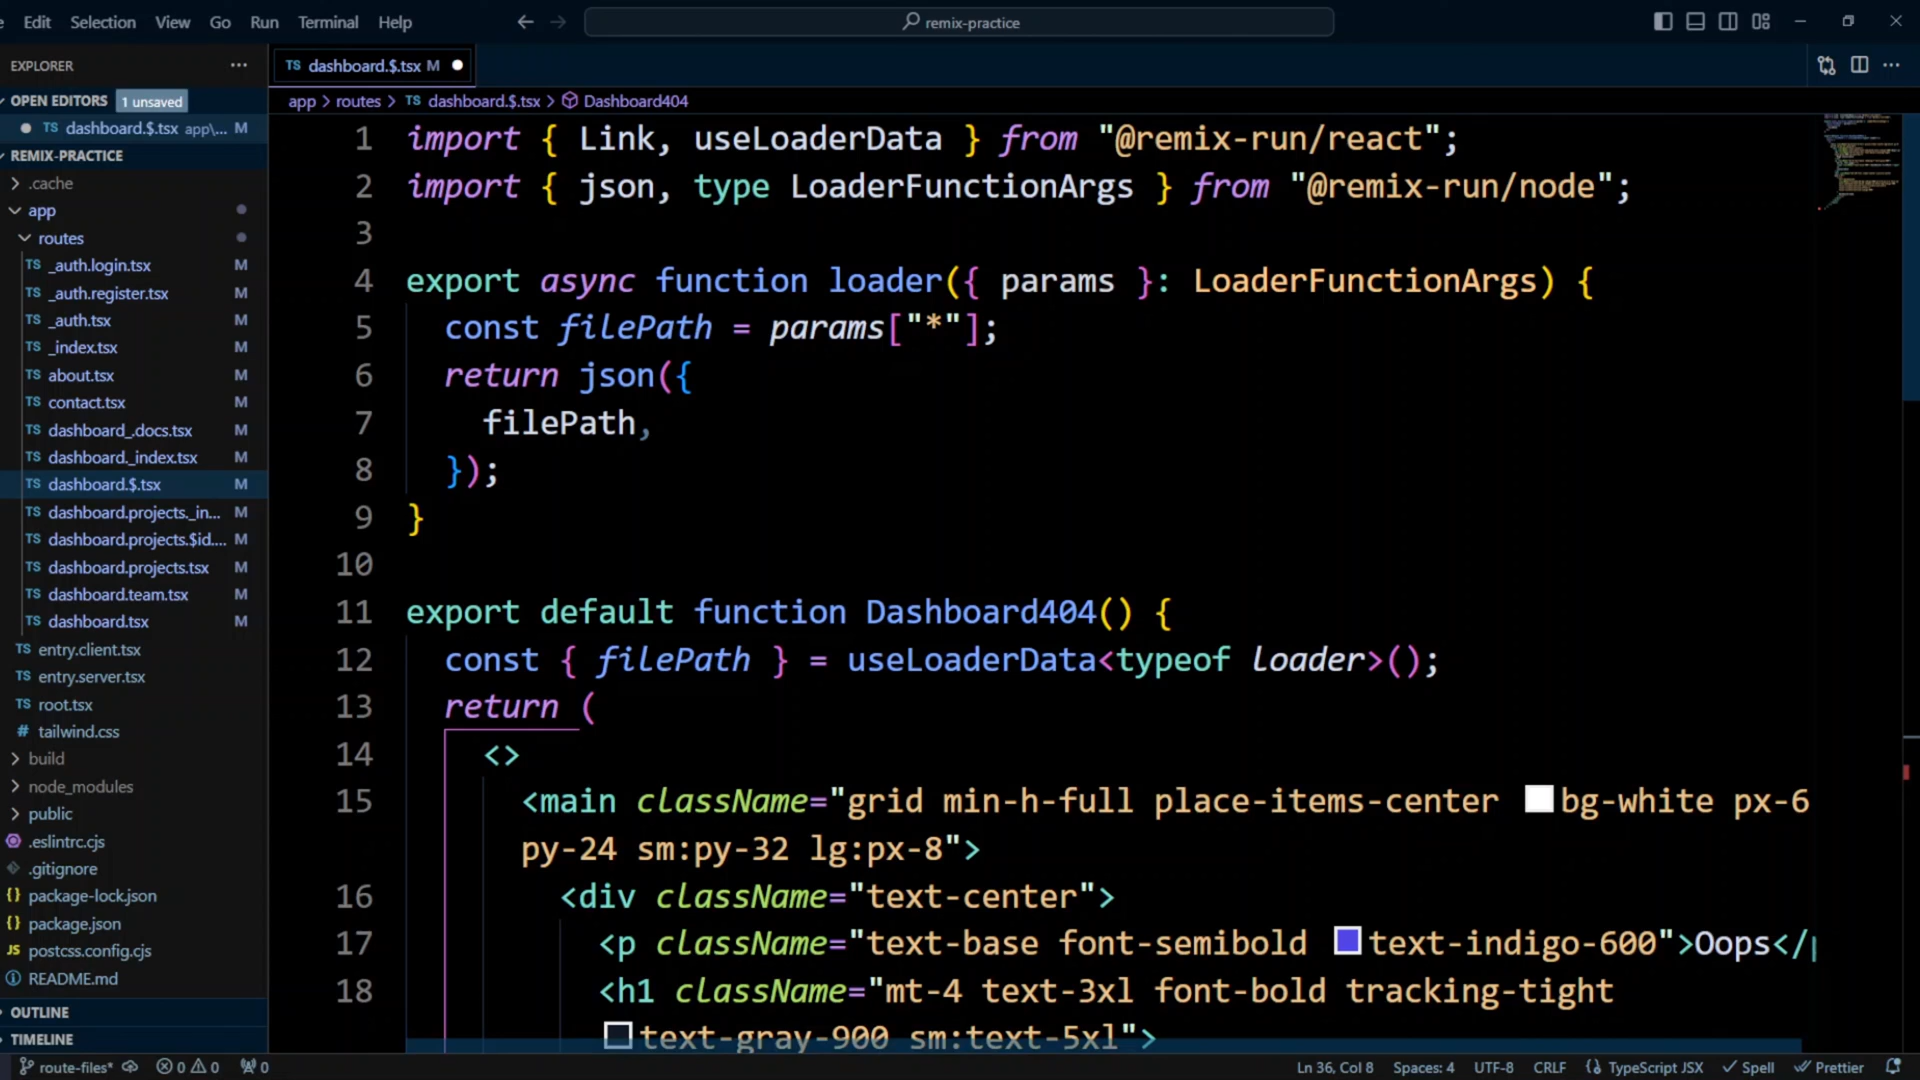 Edit Selection View Go Run Terminal Help
remix-practice
EXPLORER
OPEN EDITORS 1 unsaved
TS dashboard.$.tsx app\... M
REMIX-PRACTICE
.cache
app
routes
TS _auth.login.tsx M
TS _auth.register.tsx M
TS _auth.tsx M
TS _index.tsx M
TS about.tsx M
TS contact.tsx M
TS dashboard_.docs.tsx M
TS dashboard._index.tsx M
TS dashboard.$.tsx M
TS dashboard.projects._in... M
TS dashboard.projects.$id.... M
TS dashboard.projects.tsx M
TS dashboard.team.tsx M
TS dashboard.tsx M
TS entry.client.tsx
TS entry.server.tsx
TS root.tsx
# tailwind.css
build
node_modules
public
.eslintrc.cjs
.gitignore
{} package-lock.json
{} package.json
JS postcss.config.cjs
README.md
OUTLINE
TIMELINE
TS dashboard.$.tsx M
app > routes > TS dashboard.$.tsx > Dashboard404
1 import { Link, useLoaderData } from "@remix-run/react";
2 import { json, type LoaderFunctionArgs } from "@remix-run/node";
3
4 export async function loader({ params }: LoaderFunctionArgs) {
5 const filePath = params["*"];
6 return json({
7 filePath,
8 });
9 }
10
11 export default function Dashboard404() {
12 const { filePath } = useLoaderData<typeof loader>();
13 return (
14 <>
15 <main className="grid min-h-full place-items-center bg-white px-6
py-24 sm:py-32 lg:px-8">
16 <div className="text-center">
17 <p className="text-base font-semibold text-indigo-600">Oops</p
18 <h1 className="mt-4 text-3xl font-bold tracking-tight
text-gray-900 sm:text-5xl">
route-files* 0 0 0
Ln 36, Col 8 Spaces: 4 UTF-8 CRLF {} TypeScript JSX Spell Prettier